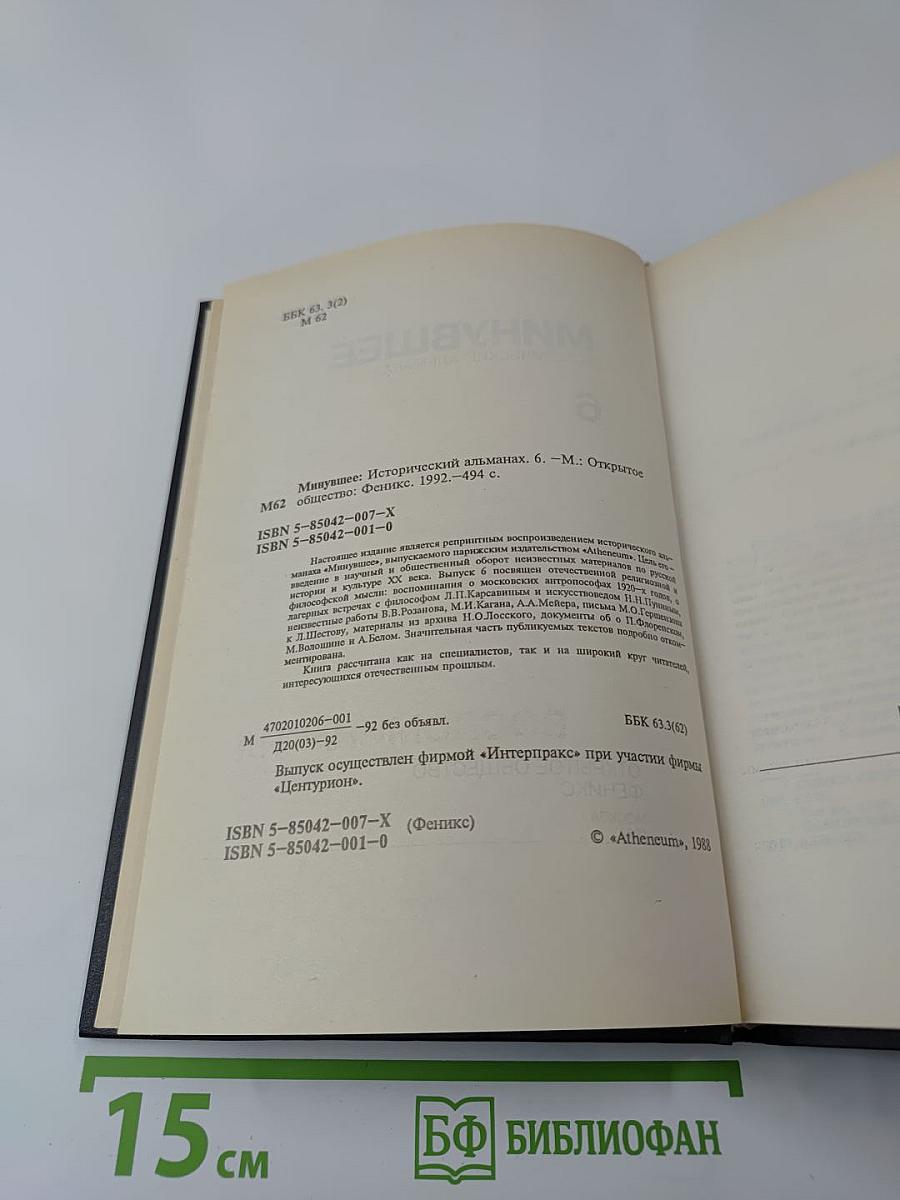 ББК 63. 3(2)
М 62
МИНУВШЕЕ
6
Минувшее: Исторический альманах. 6. —М.: Открытое
М62 общество: Феникс. 1992.—494 с.
ISBN 5—85042—007—X
ISBN 5—85042—001—0
Настоящее издание является репринтным воспроизведением исторического аль-
манаха «Минувшее», выпускаемого парижским издательством «Atheneum». Цель его —
введение в научный и общественный оборот неизвестных материалов по русской
истории и культуре XX века. Выпуск 6 посвящен отечественной религиозной и
философской мысли: воспоминания о московских антропософах 1920—х годов, о
лагерных встречах с философом Л.П.Карсавиным и искусствоведом Н.Н.Пуниным,
неизвестные работы В.В.Розанова, М.И.Кагана, А.А.Мейера, письма М.О.Гершензона
к Л.Шестову, материалы из архива Н.О.Лосского, документы об о П.Флоренском,
М.Волошине и А.Белом. Значительная часть публикуемых текстов подробно отком-
ментирована.
Книга рассчитана как на специалистов, так и на широкий круг читателей,
интересующихся отечественным прошлым.
М 4702010206—001 —92 без объявл. ББК 63.3(62)
Д20(03)—92
Выпуск осуществлен фирмой «Интерпракс» при участии фирмы
«Центурион».
ОТКРЫТОЕ ОБЩЕСТВО
ФЕНИКС
ISBN 5—85042—007—X (Феникс)
ISBN 5—85042—001—0
© «Atheneum», 1988
15 см БФ БИБЛИОФАН